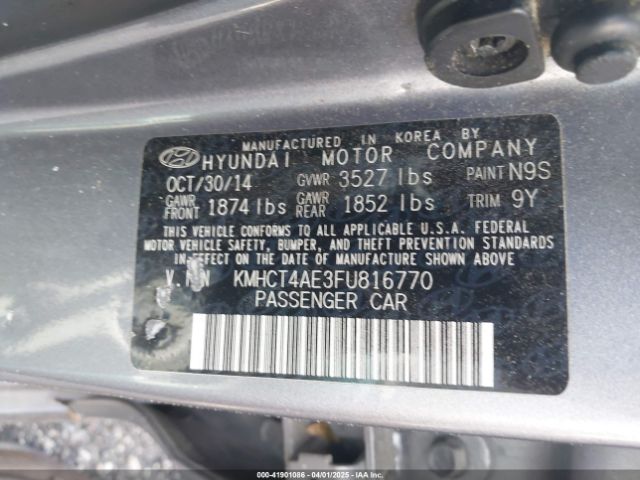 MANUFACTURED IN KOREA BY
HYUNDAI MOTOR COMPANY
OCT/30/14 GVWR 3527 lbs PAINT N9S
GAWR FRONT 1874 lbs GAWR REAR 1852 lbs TRIM 9Y
THIS VEHICLE CONFORMS TO ALL APPLICABLE U.S.A. FEDERAL
MOTOR VEHICLE SAFETY, BUMPER, AND THEFT PREVENTION STANDARDS
IN EFFECT ON THE DATE OF MANUFACTURE SHOWN ABOVE
V.I.N KMHCT4AE3FU816770
PASSENGER CAR
000-41901086 - 04/01/2025 - IAAI.com